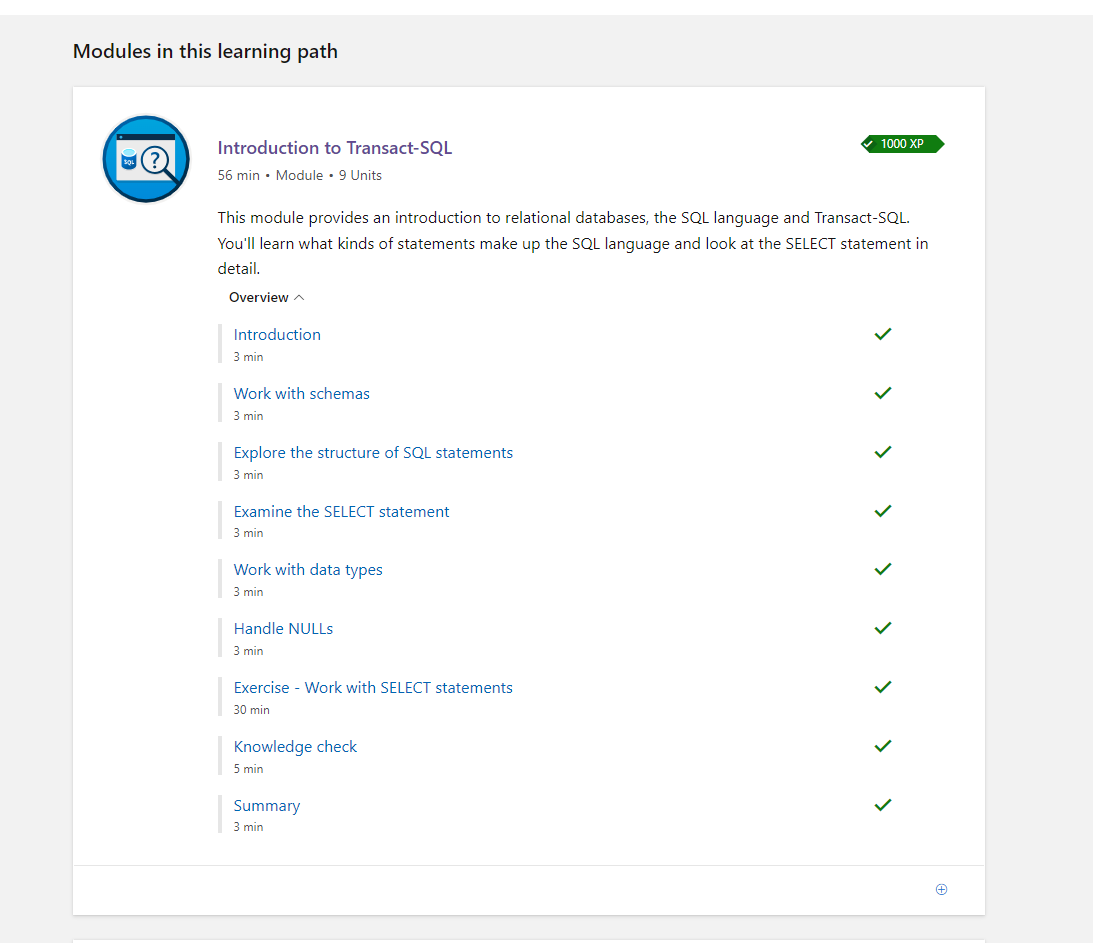 Modules in this learning path
SQL
?
Introduction to Transact-SQL
1000 XP
56 min • Module • 9 Units
This module provides an introduction to relational databases, the SQL language and Transact-SQL.
You'll learn what kinds of statements make up the SQL language and look at the SELECT statement in
detail.
Overview
Introduction
3 min
Work with schemas
3 min
Explore the structure of SQL statements
3 min
Examine the SELECT statement
3 min
Work with data types
3 min
Handle NULLs
3 min
Exercise - Work with SELECT statements
30 min
Knowledge check
5 min
Summary
3 min